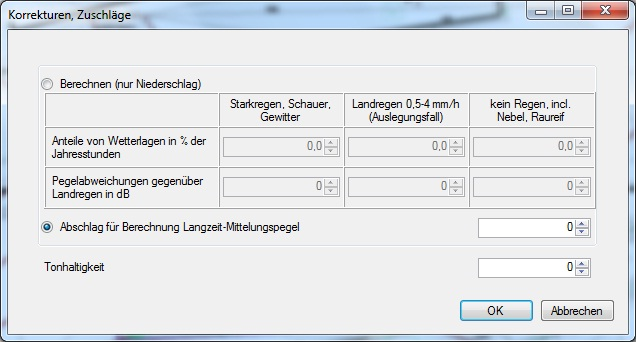 Korrekturen, Zuschläge
Berechnen (nur Niederschlag)
Starkregen, Schauer, Gewitter
Landregen 0,5-4 mm/h (Auslegungsfall)
kein Regen, incl. Nebel, Raureif
Anteile von Wetterlagen in % der Jahresstunden
0,0
0,0
0,0
Pegelabweichungen gegenüber Landregen in dB
0
0
0
Abschlag für Berechnung Langzeit-Mittelungspegel
0
Tonhaltigkeit
0
OK
Abbrechen